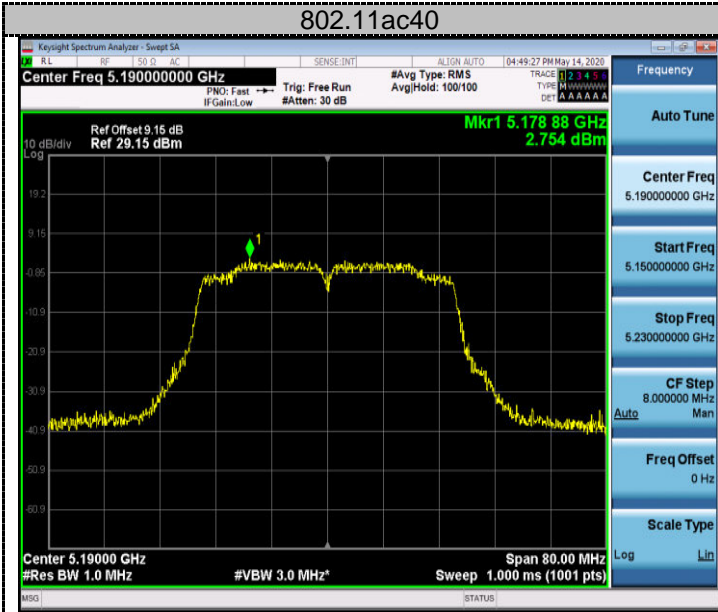 802.11ac40
Keysight Spectrum Analyzer - Swept SA
RL RF 50 Ω AC SENSE:INT ALIGN AUTO 04:49:27 PM May 14, 2020
Center Freq 5.190000000 GHz #Avg Type: RMS TRACE 1 2 3 4 5 6
PNO: Fast Trig: Free Run Avg|Hold: 100/100 TYPE M WWWWW
IFGain:Low #Atten: 30 dB DET A A A A A A
Ref Offset 9.15 dB Mkr1 5.178 88 GHz
10 dB/div Ref 29.15 dBm 2.754 dBm
Log
19.2
9.15
1
-0.95
-10.9
-20.9
-30.9
-40.9
-50.9
-60.9
Center 5.19000 GHz Span 80.00 MHz
#Res BW 1.0 MHz #VBW 3.0 MHz* Sweep 1.000 ms (1001 pts)
MSG STATUS
Frequency
Auto Tune
Center Freq
5.190000000 GHz
Start Freq
5.150000000 GHz
Stop Freq
5.230000000 GHz
CF Step
8.000000 MHz
Auto Man
Freq Offset
0 Hz
Scale Type
Log Lin